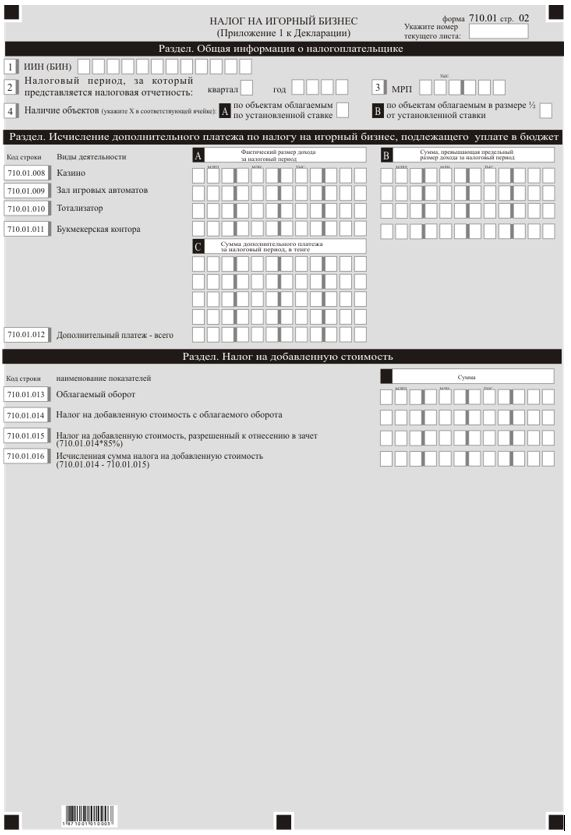 НАЛОГ НА ИГОРНЫЙ БИЗНЕС
(Приложение 1 к Декларации)
форма 710.01 стр. 02
Укажите номер
текущего листа:
Раздел. Общая информация о налогоплательщике
1 ИИН (БИН)
2 Налоговый период, за который
представляется налоговая отчетность:
квартал
год
3 МРП
тыс
4 Наличие объектов (укажите X в соответствующей ячейке):
A по объектам облагаемым
по установленной ставке
B по объектам облагаемым в размере ½
от установленной ставки
Раздел. Исчисление дополнительного платежа по налогу на игорный бизнес, подлежащего уплате в бюджет
Код строки Виды деятельности
A Фактический размер дохода
за налоговый период
B Сумма, превышающая предельный
размер дохода за налоговый период
млрд млн тыс
млрд млн тыс
710.01.008 Казино
710.01.009 Зал игровых автоматов
710.01.010 Тотализатор
710.01.011 Букмекерская контора
C Сумма дополнительного платежа
за налоговый период, в тенге
710.01.012 Дополнительный платеж - всего
Раздел. Налог на добавленную стоимость
Код строки наименование показателей
Сумма
млрд млн тыс
710.01.013 Облагаемый оборот
710.01.014 Налог на добавленную стоимость с облагаемого оборота
710.01.015 Налог на добавленную стоимость, разрешенный к отнесению в зачет
(710.01.014*85%)
710.01.016 Исчисленная сумма налога на добавленную стоимость
(710.01.014 - 710.01.015)